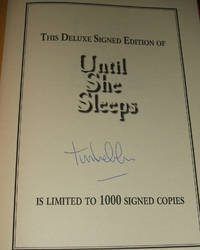 THIS DELUXE SIGNED EDITION OF
Until
She
Sleeps
IS LIMITED TO 1000 SIGNED COPIES